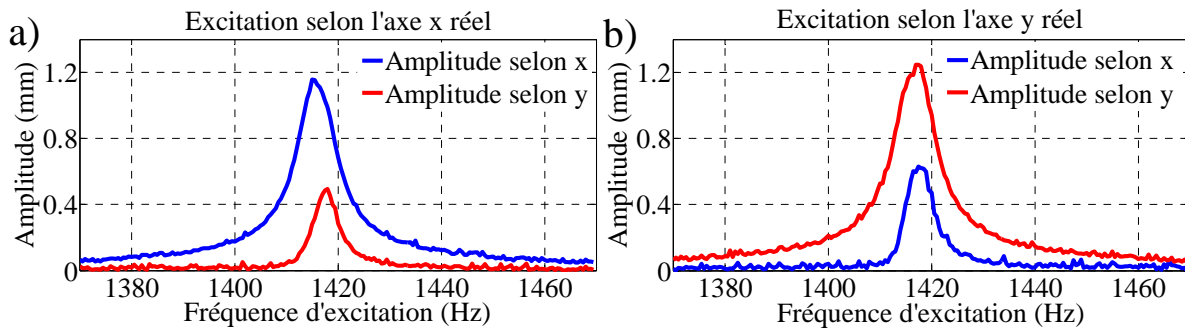 a)
Excitation selon l'axe x réel
Amplitude selon x
Amplitude selon y
Amplitude (mm)
1.2
0.8
0.4
0
1380
1400
1420
1440
1460
Fréquence d'excitation (Hz)
b)
Excitation selon l'axe y réel
Amplitude selon x
Amplitude selon y
Amplitude (mm)
1.2
0.8
0.4
0
1380
1400
1420
1440
1460
Fréquence d'excitation (Hz)